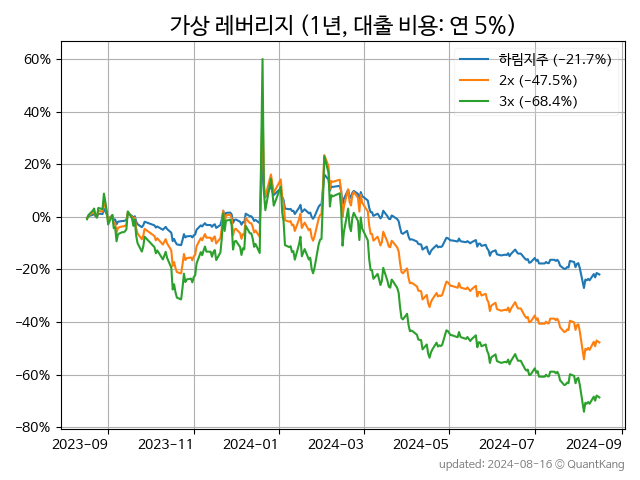 가상 레버리지 (1년, 대출 비용: 연 5%)
하림지주 (-21.7%)
2x (-47.5%)
3x (-68.4%)
60%
40%
20%
0%
-20%
-40%
-60%
-80%
2023-09 2023-11 2024-01 2024-03 2024-05 2024-07 2024-09
updated: 2024-08-16 © QuantKang